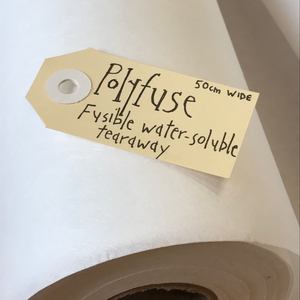 Polyfuse
50cm WIDE
Fusible water-soluble
tearaway